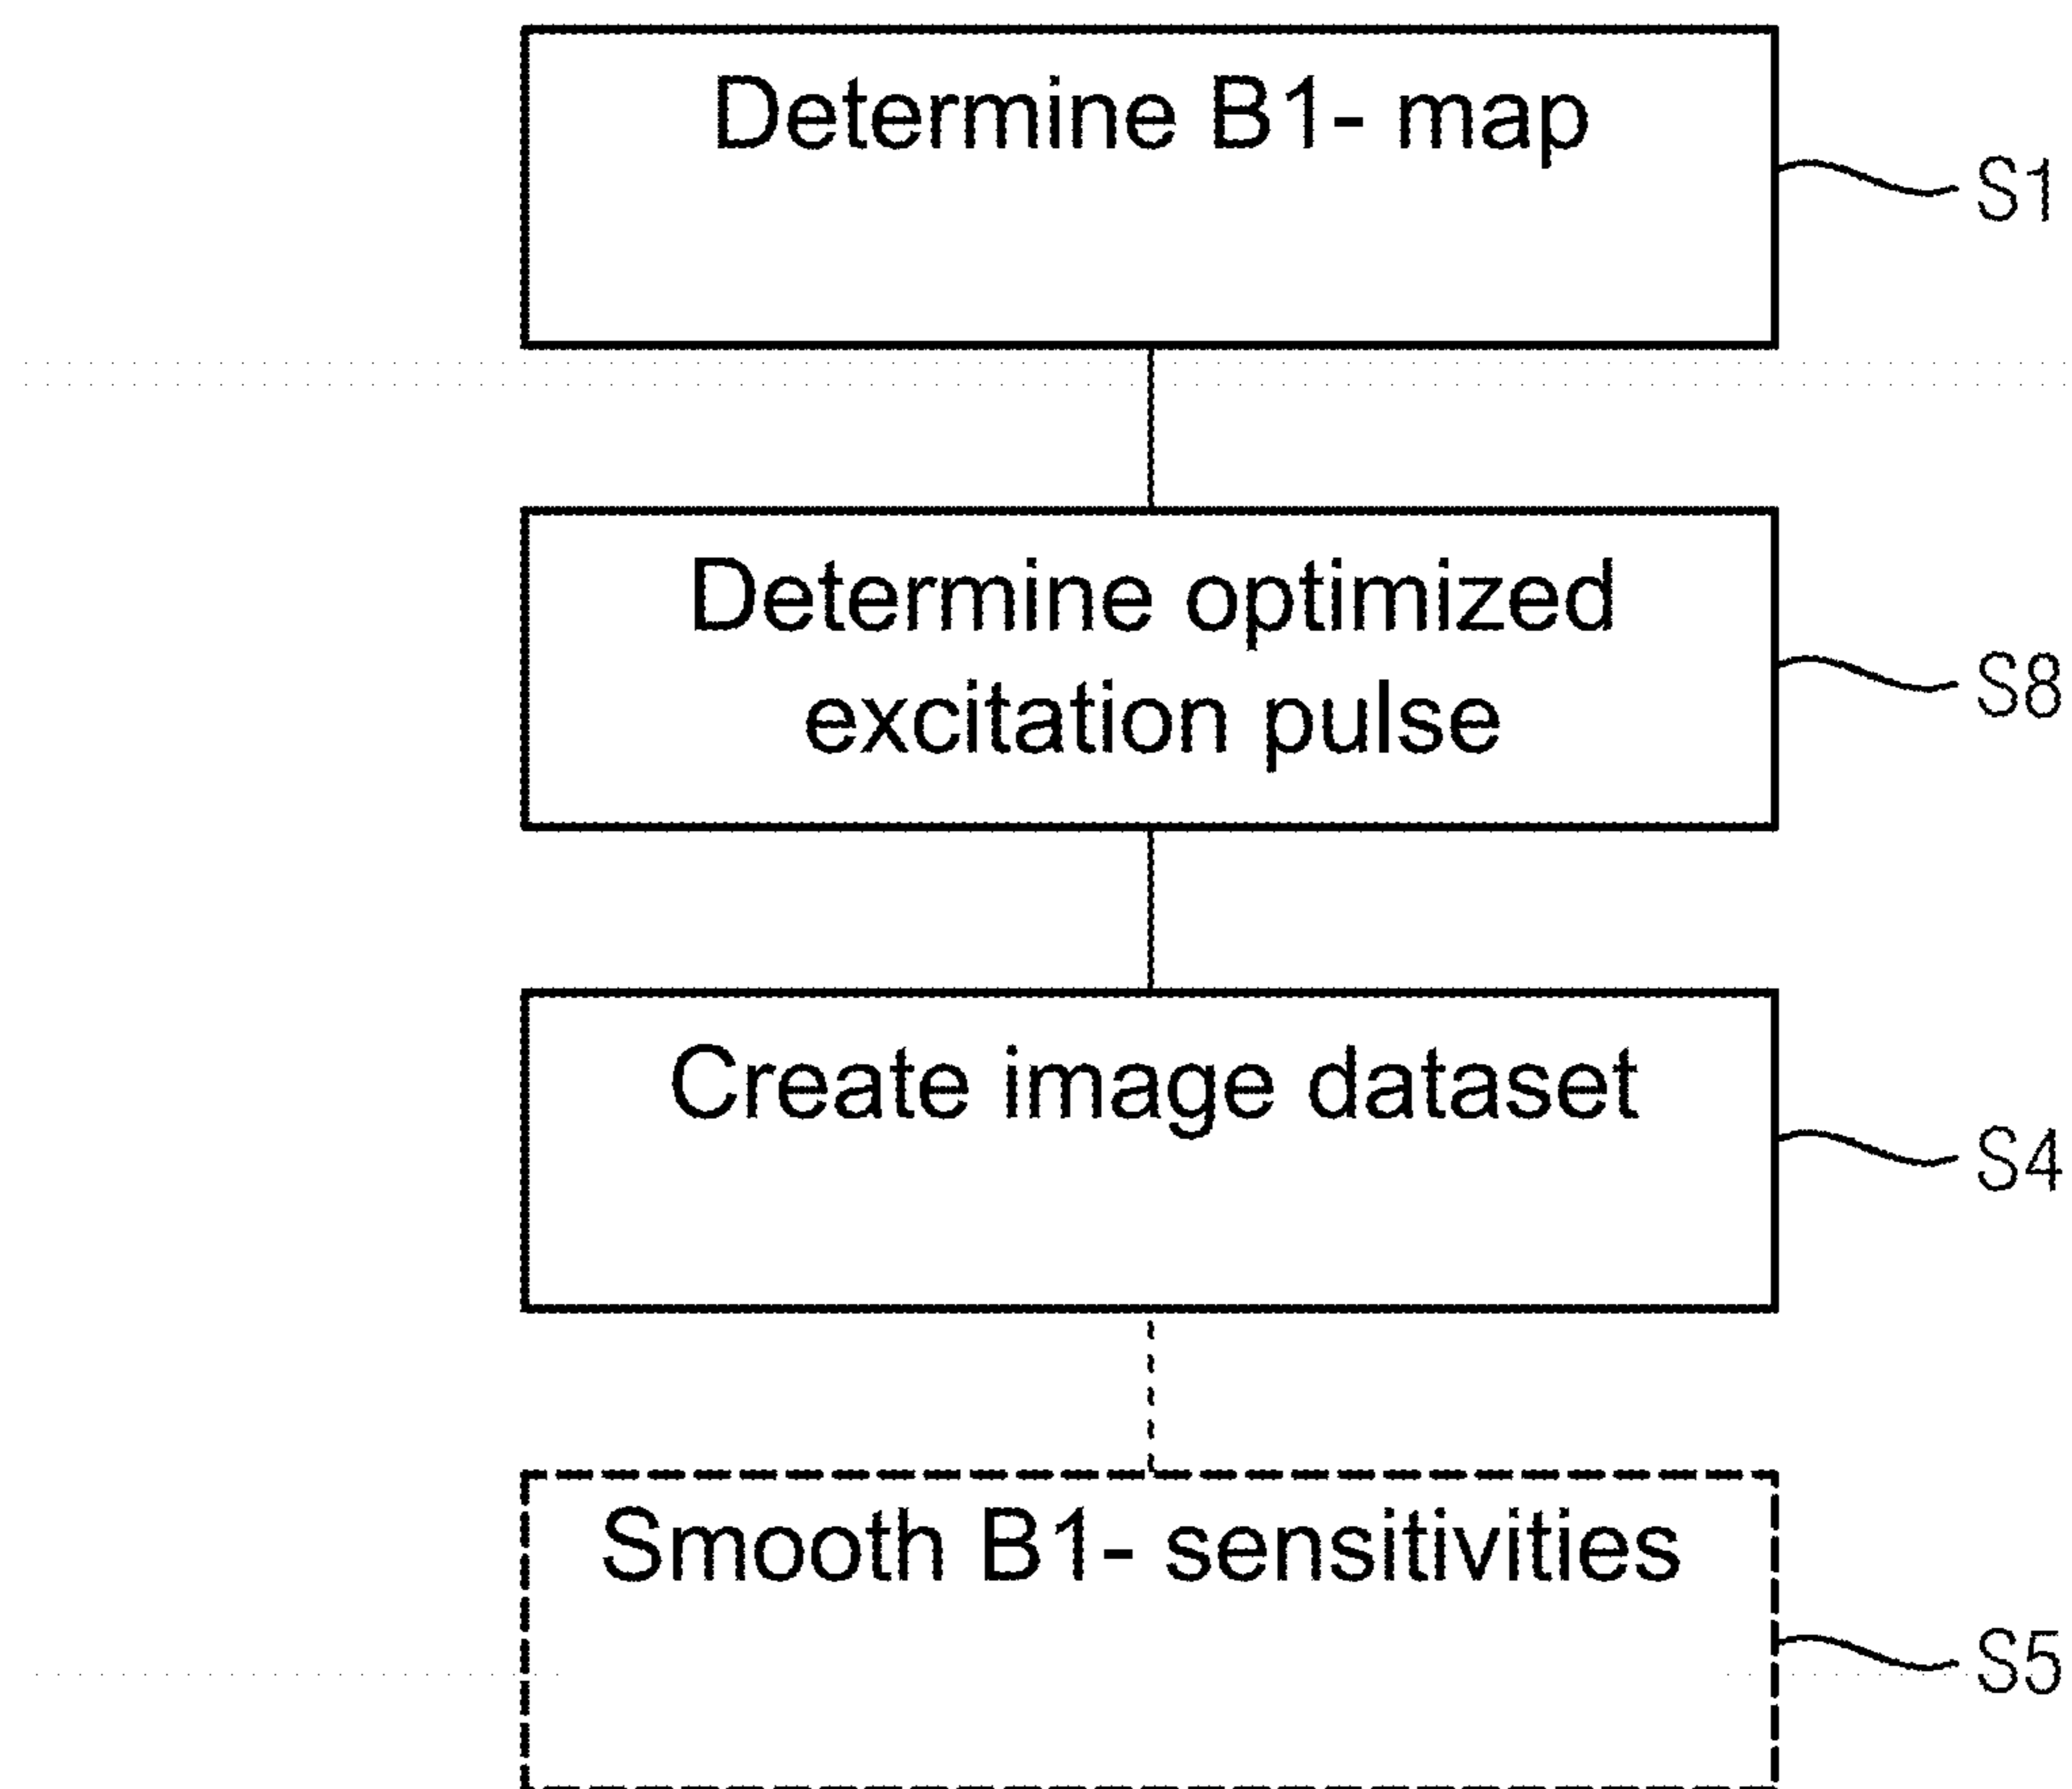 Determine B1- map
S1
Determine optimized
excitation pulse
S8
Create image dataset
S4
Smooth B1- sensitivities
S5